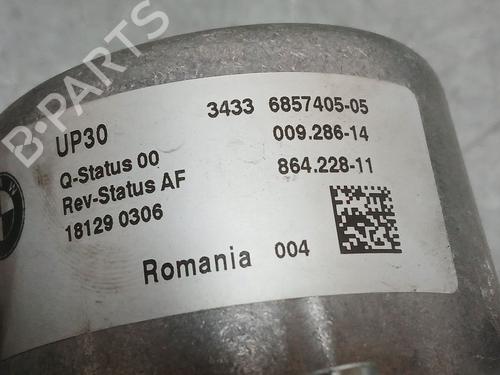 B-PARTS
UP30
3433 6857405-05
009.286-14
Q-Status 00
864.228-11
Rev-Status AF
18129 0306
Romania 004